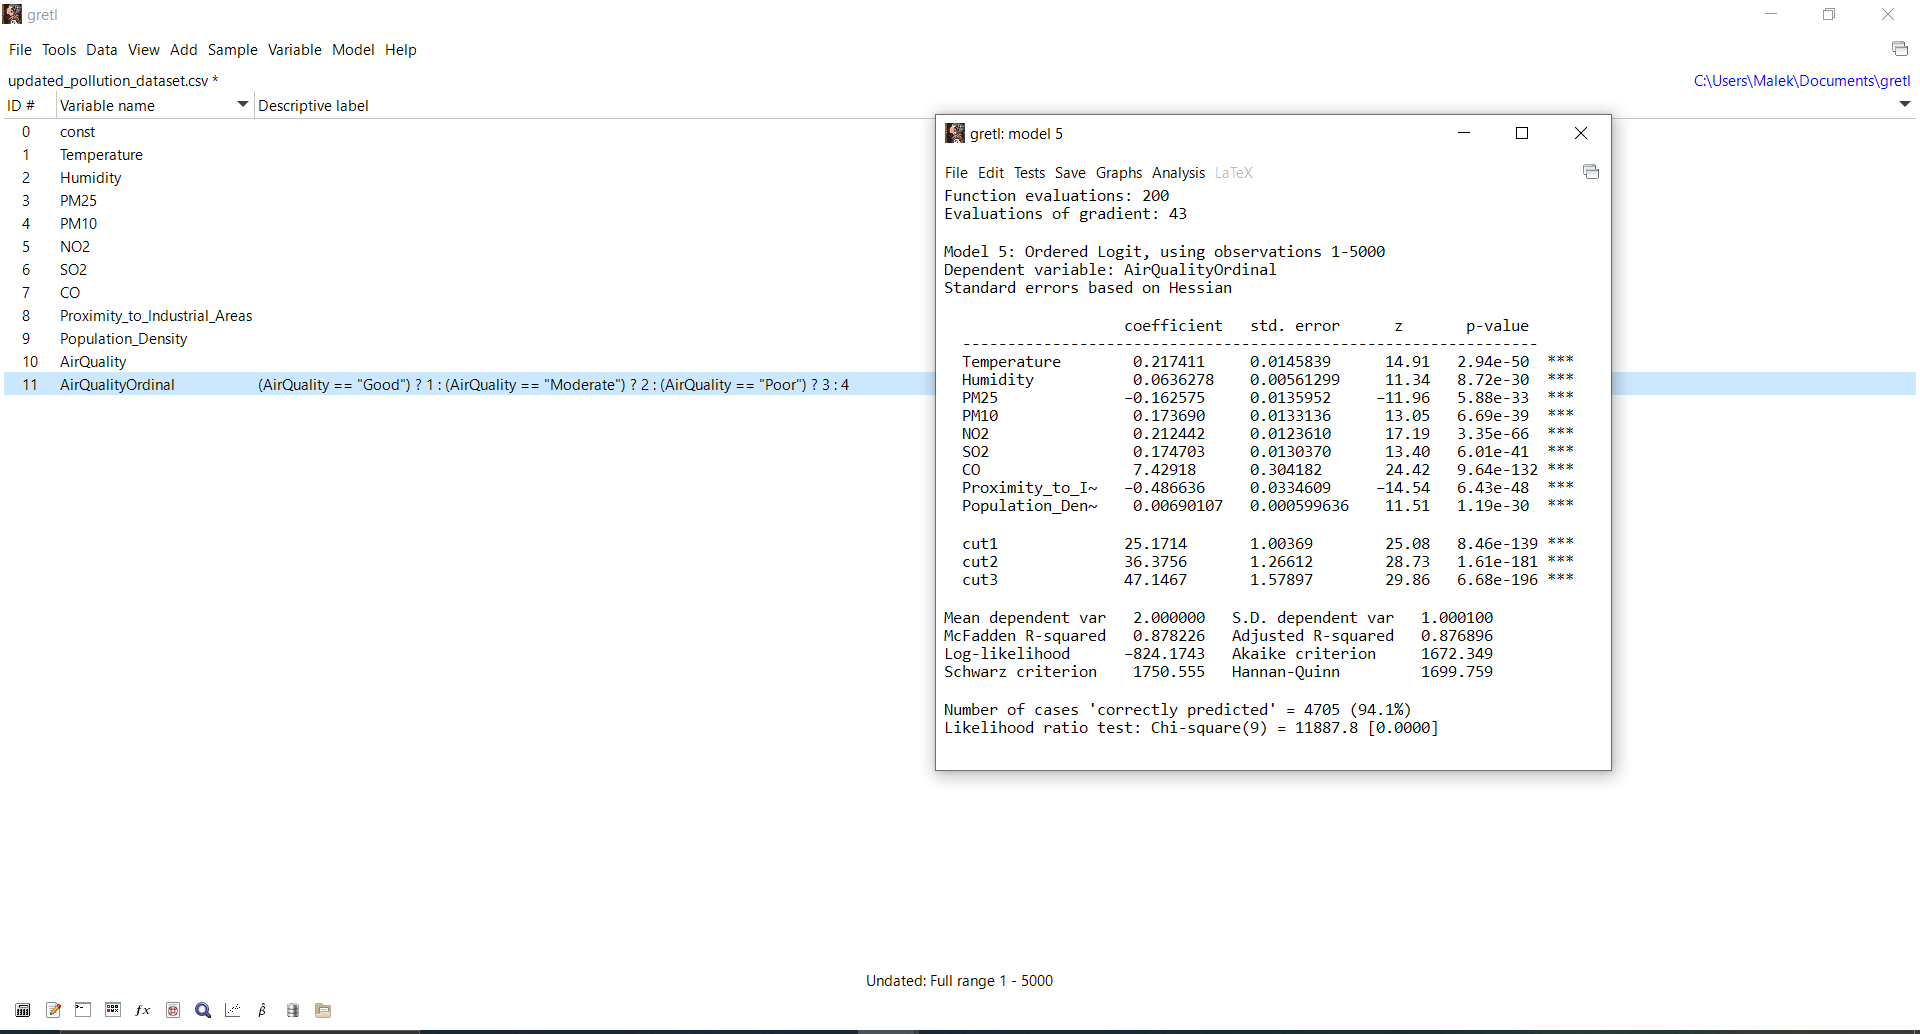 gretl
File Tools Data View Add Sample Variable Model Help
updated_pollution_dataset.csv * C:\Users\Malek\Documents\gretl
ID # Variable name Descriptive label
0 const
1 Temperature
2 Humidity
3 PM25
4 PM10
5 NO2
6 SO2
7 CO
8 Proximity_to_Industrial_Areas
9 Population_Density
10 AirQuality
11 AirQualityOrdinal (AirQuality == "Good") ? 1 : (AirQuality == "Moderate") ? 2 : (AirQuality == "Poor") ? 3 : 4
gretl: model 5
File Edit Tests Save Graphs Analysis LaTeX
Function evaluations: 200
Evaluations of gradient: 43
Model 5: Ordered Logit, using observations 1-5000
Dependent variable: AirQualityOrdinal
Standard errors based on Hessian
coefficient std. error z p-value
---------------------------------------------------------------
Temperature 0.217411 0.0145839 14.91 2.94e-50 ***
Humidity 0.0636278 0.00561299 11.34 8.72e-30 ***
PM25 −0.162575 0.0135952 −11.96 5.88e-33 ***
PM10 0.173690 0.0133136 13.05 6.69e-39 ***
NO2 0.212442 0.0123610 17.19 3.35e-66 ***
SO2 0.174703 0.0130370 13.40 6.01e-41 ***
CO 7.42918 0.304182 24.42 9.64e-132 ***
Proximity_to_I~ −0.486636 0.0334609 −14.54 6.43e-48 ***
Population_Den~ 0.00690107 0.000599636 11.51 1.19e-30 ***
cut1 25.1714 1.00369 25.08 8.46e-139 ***
cut2 36.3756 1.26612 28.73 1.61e-181 ***
cut3 47.1467 1.57897 29.86 6.68e-196 ***
Mean dependent var 2.000000 S.D. dependent var 1.000100
McFadden R-squared 0.878226 Adjusted R-squared 0.876896
Log-likelihood −824.1743 Akaike criterion 1672.349
Schwarz criterion 1750.555 Hannan-Quinn 1699.759
Number of cases 'correctly predicted' = 4705 (94.1%)
Likelihood ratio test: Chi-square(9) = 11887.8 [0.0000]
Undated: Full range 1 - 5000
fx
β